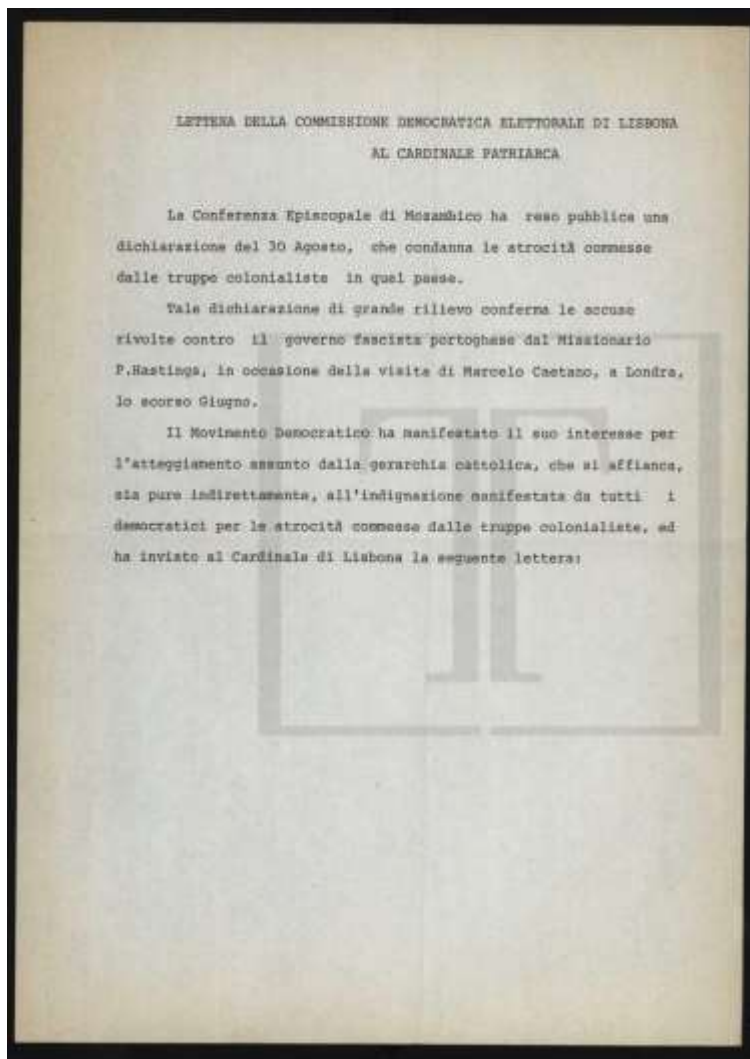 LETTERA DELLA COMMISSIONE DEMOCRATICA ELETTORALE DI LISBONA
AL CARDINALE PATRIARCA
La Conferenza Episcopale di Mozambico ha reso pubblica una
dichiarazione del 30 Agosto, che condanna le atrocità commesse
dalle truppe colonialiste in quel paese.
Tale dichiarazione di grande rilievo conferma le accuse
rivolte contro il governo fascista portoghese dal Missionario
P.Hastings, in occasione della visita di Marcelo Caetano, a Londra,
lo scorso Giugno.
Il Movimento Democratico ha manifestato il suo interesse per
l'atteggiamento assunto dalla gerarchia cattolica, che si affianca,
sia pure indirettamente, all'indignazione manifestata da tutti i
democratici per le atrocità commesse dalle truppe colonialiste, ed
ha inviato al Cardinale di Lisbona la seguente lettera: